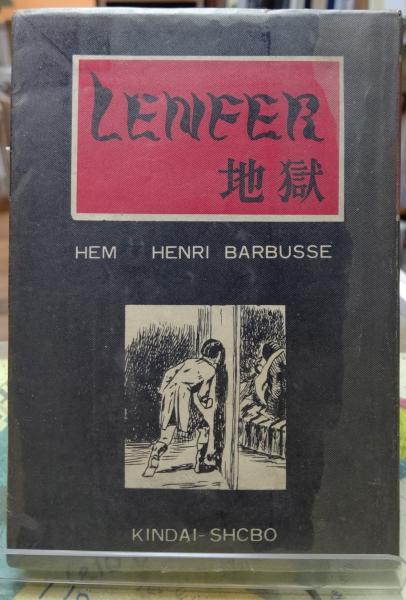 LENFER
地獄
HEM HENRI BARBUSSE
KINDAI-SHCBO